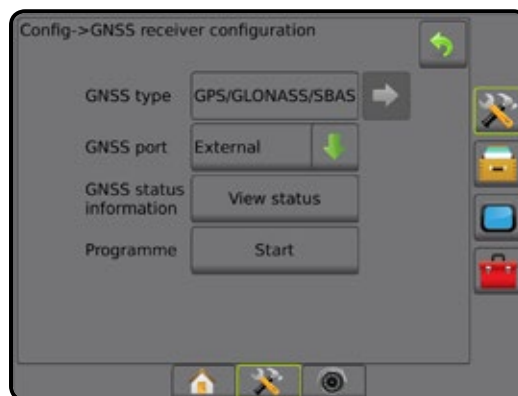 Config->GNSS receiver configuration
GNSS type
GPS/GLONASS/SBAS
GNSS port
External
GNSS status
information
View status
Programme
Start